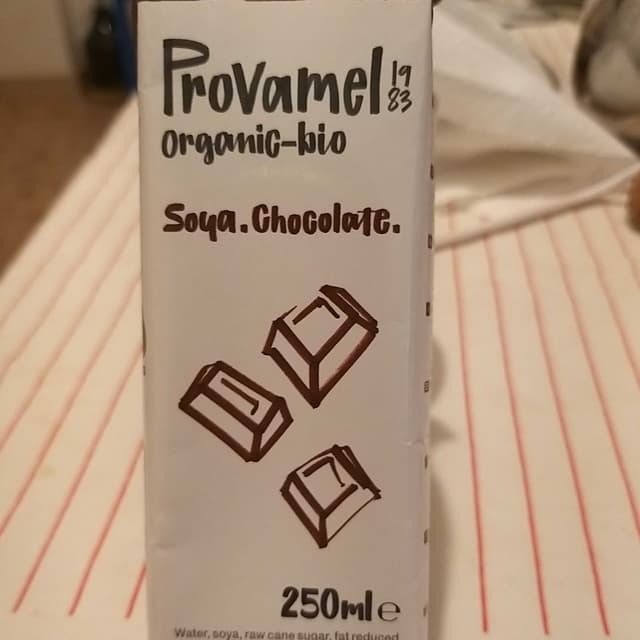 Provamel 19
83
organic-bio
Soya. Chocolate.
250ml e
Water, soya, raw cane sugar, fat reduced